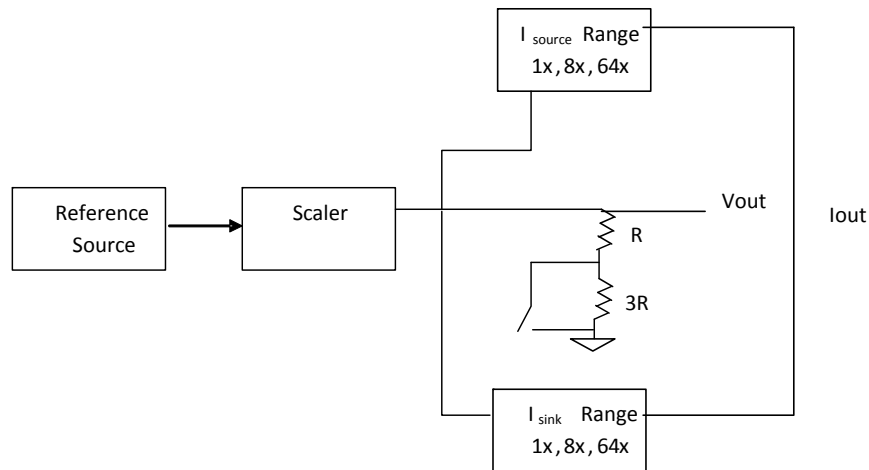 I source Range
1x, 8x, 64x
Reference
Source
Scaler
Vout
Iout
R
3R
I sink Range
1x, 8x, 64x